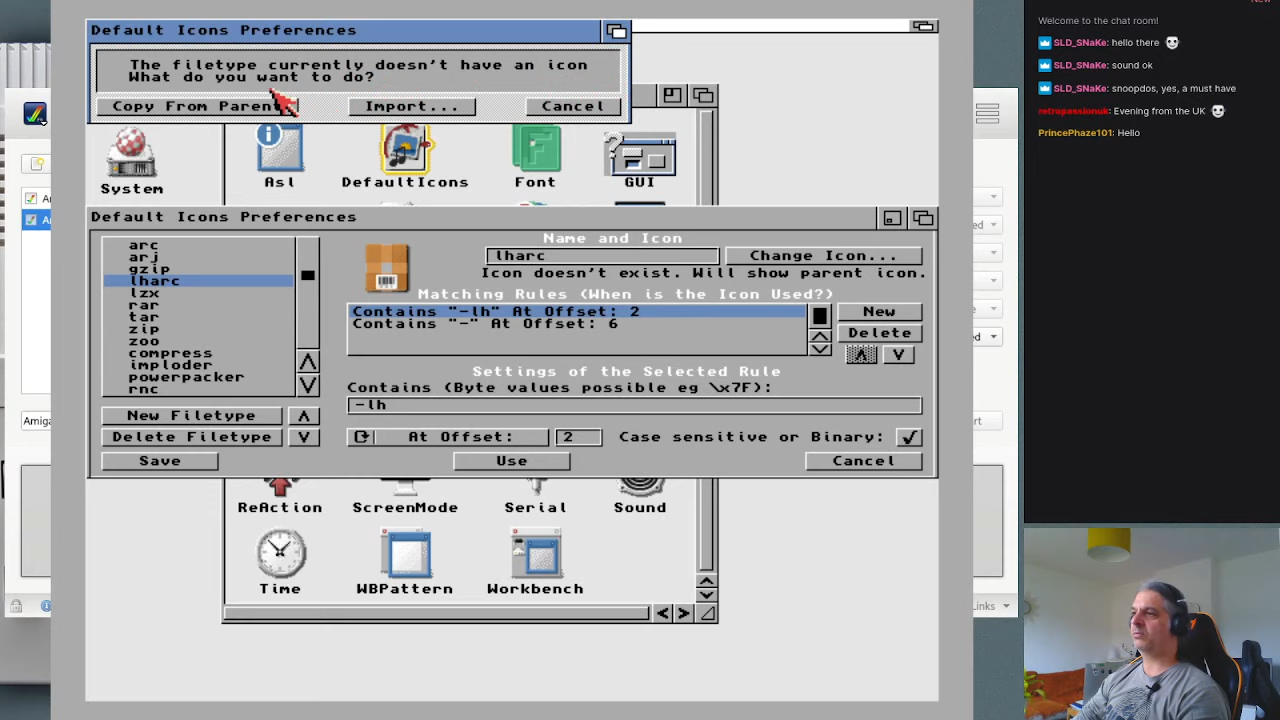 Default Icons Preferences
The filetype currently doesn't have an icon
What do you want to do?
Copy From Parent
Import...
Cancel
System
Asl
DefaultIcons
Font
GUI
Default Icons Preferences
arc
arj
gzip
lharc
lzx
rar
tar
zip
zoo
compress
imploder
powerpacker
rnc
New Filetype
Delete Filetype
Name and Icon
lharc
Change Icon...
Icon doesn't exist. Will show parent icon.
Matching Rules (When is the Icon Used?)
Contains "-lh" At Offset: 2
Contains "-" At Offset: 6
New
Delete
Settings of the Selected Rule
Contains (Byte values possible eg \x7F):
-lh
At Offset:
2
Case sensitive or Binary:
Save
Use
Cancel
ReAction
ScreenMode
Serial
Sound
Time
WBPattern
Workbench
Amiga
Links
Welcome to the chat room!
SLD_SNaKe: hello there
SLD_SNaKe: sound ok
SLD_SNaKe: snoopdos, yes, a must have
retropassionuk: Evening from the UK
PrincePhaze101: Hello